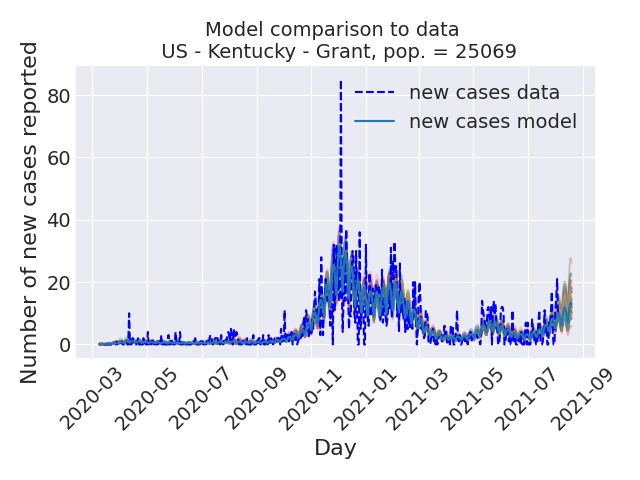 Model comparison to data
US - Kentucky - Grant, pop. = 25069
Number of new cases reported
80
60
40
20
0
new cases data
new cases model
2020-03
2020-05
2020-07
2020-09
2020-11
2021-01
2021-03
2021-05
2021-07
2021-09
Day